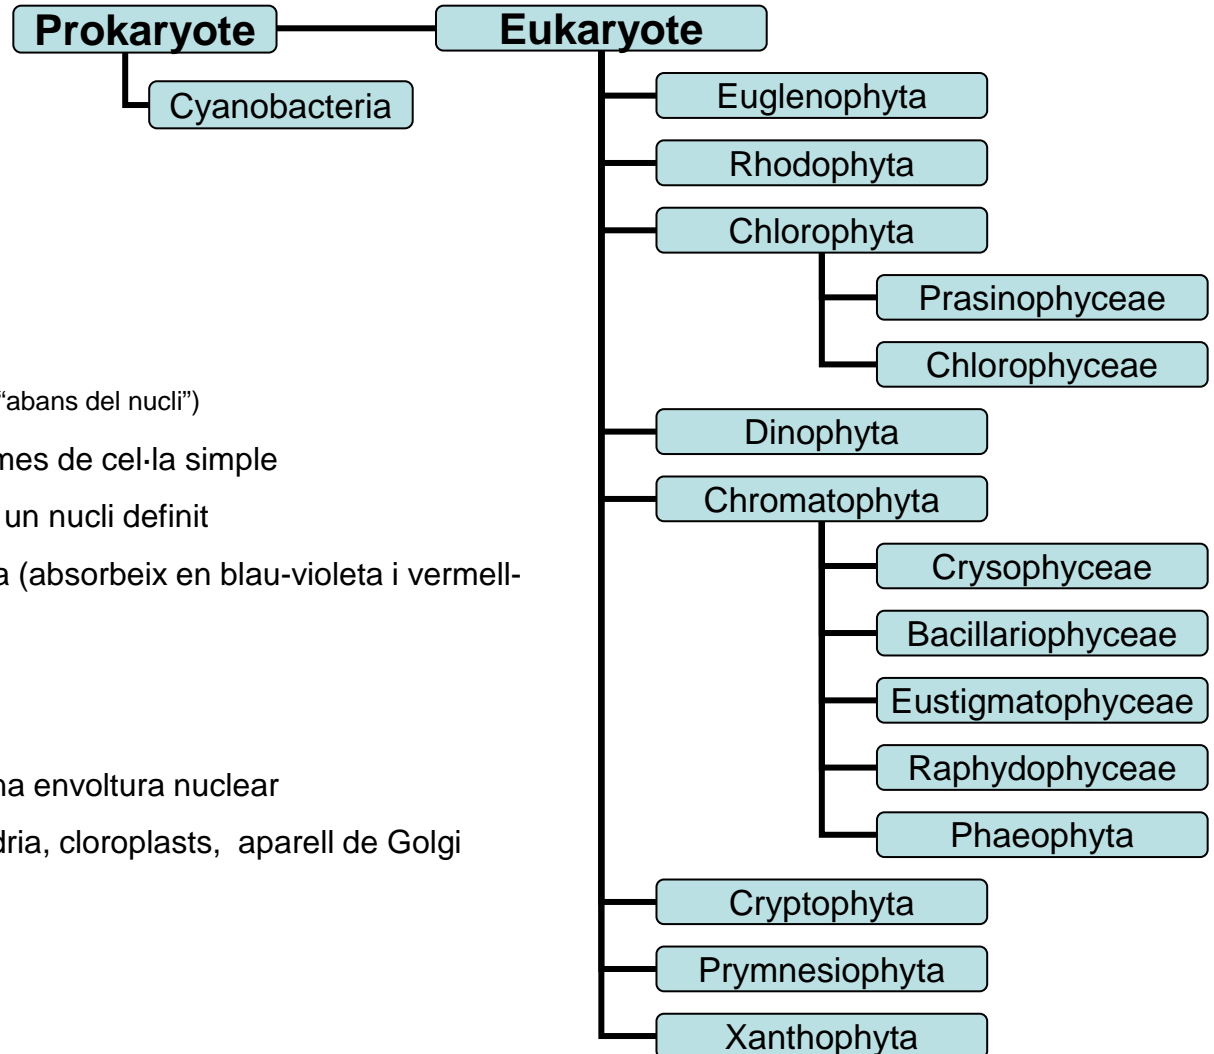 Prokaryote
Eukaryote
Cyanobacteria
Euglenophyta
Rhodophyta
Chlorophyta
Prasinophyceae
Chlorophyceae
Dinophyta
Chromatophyta
Crysophyceae
Bacillariophyceae
Eustigmatophyceae
Raphydophyceae
Phaeophyta
Cryptophyta
Prymnesiophyta
Xanthophyta
“abans del nucli”)
mes de cel·la simple
un nucli definit
a (absorbeix en blau-violeta i vermell-
na envoltura nuclear
dria, cloroplasts, aparell de Golgi